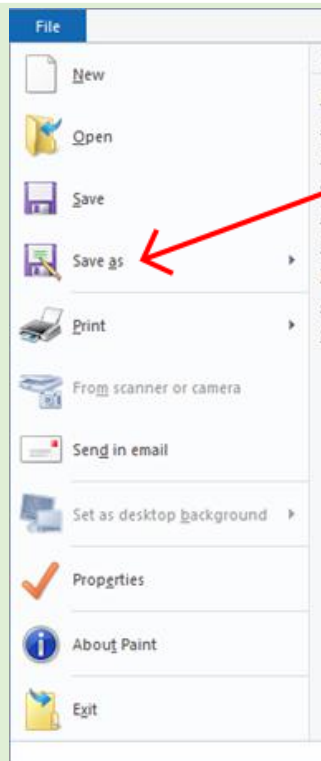 File
New
Open
Save
Save as
Print
From scanner or camera
Send in email
Set as desktop background
Properties
About Paint
Exit